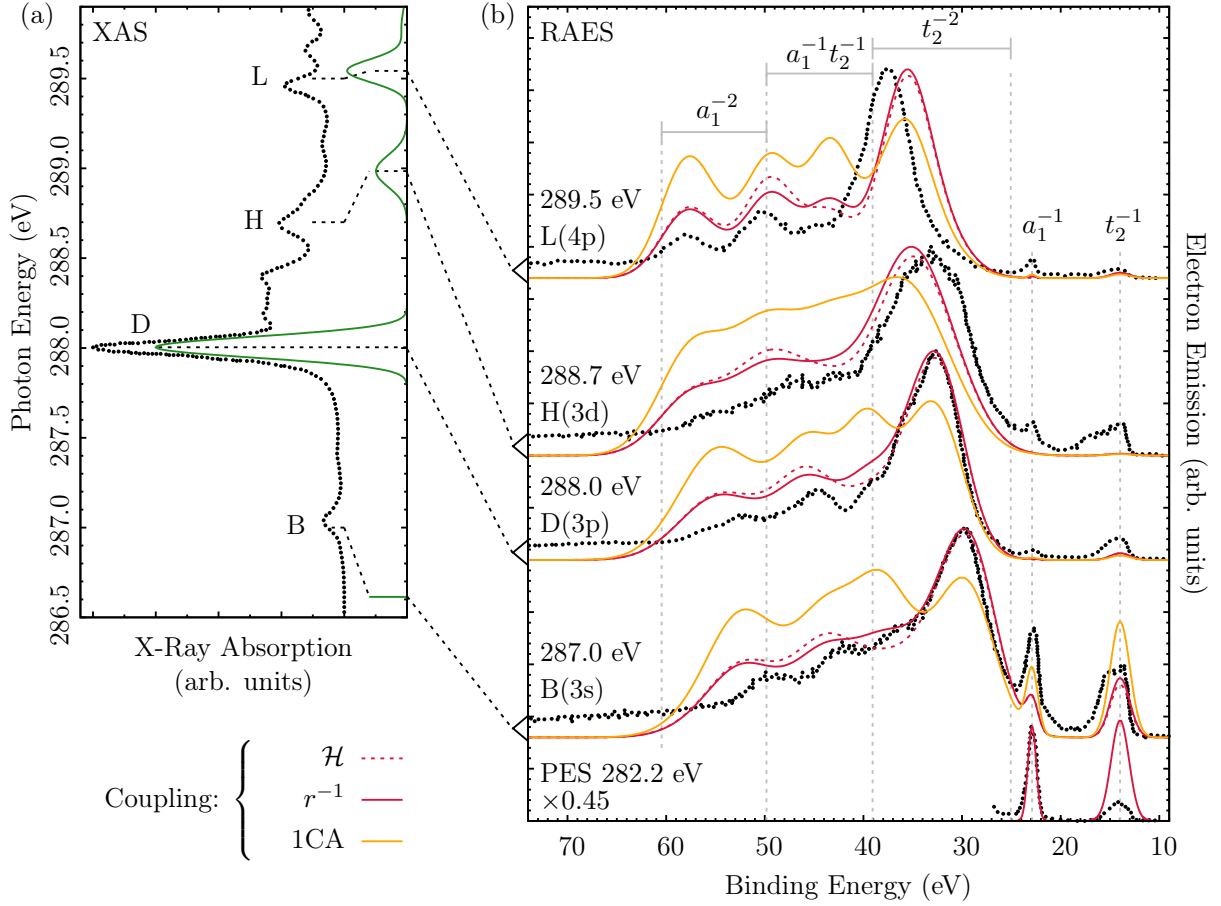 (a)
XAS
L
H
D
B
289.5
289.0
288.5
288.0
287.5
287.0
286.5
Photon Energy (eV)
X-Ray Absorption
(arb. units)
Coupling:
ℋ
r⁻¹
1CA
(b)
RAES
t₂⁻²
a₁⁻¹t₂⁻¹
a₁⁻²
a₁⁻¹
t₂⁻¹
289.5 eV
L(4p)
288.7 eV
H(3d)
288.0 eV
D(3p)
287.0 eV
B(3s)
PES 282.2 eV
×0.45
70
60
50
40
30
20
10
Binding Energy (eV)
Electron Emission (arb. units)